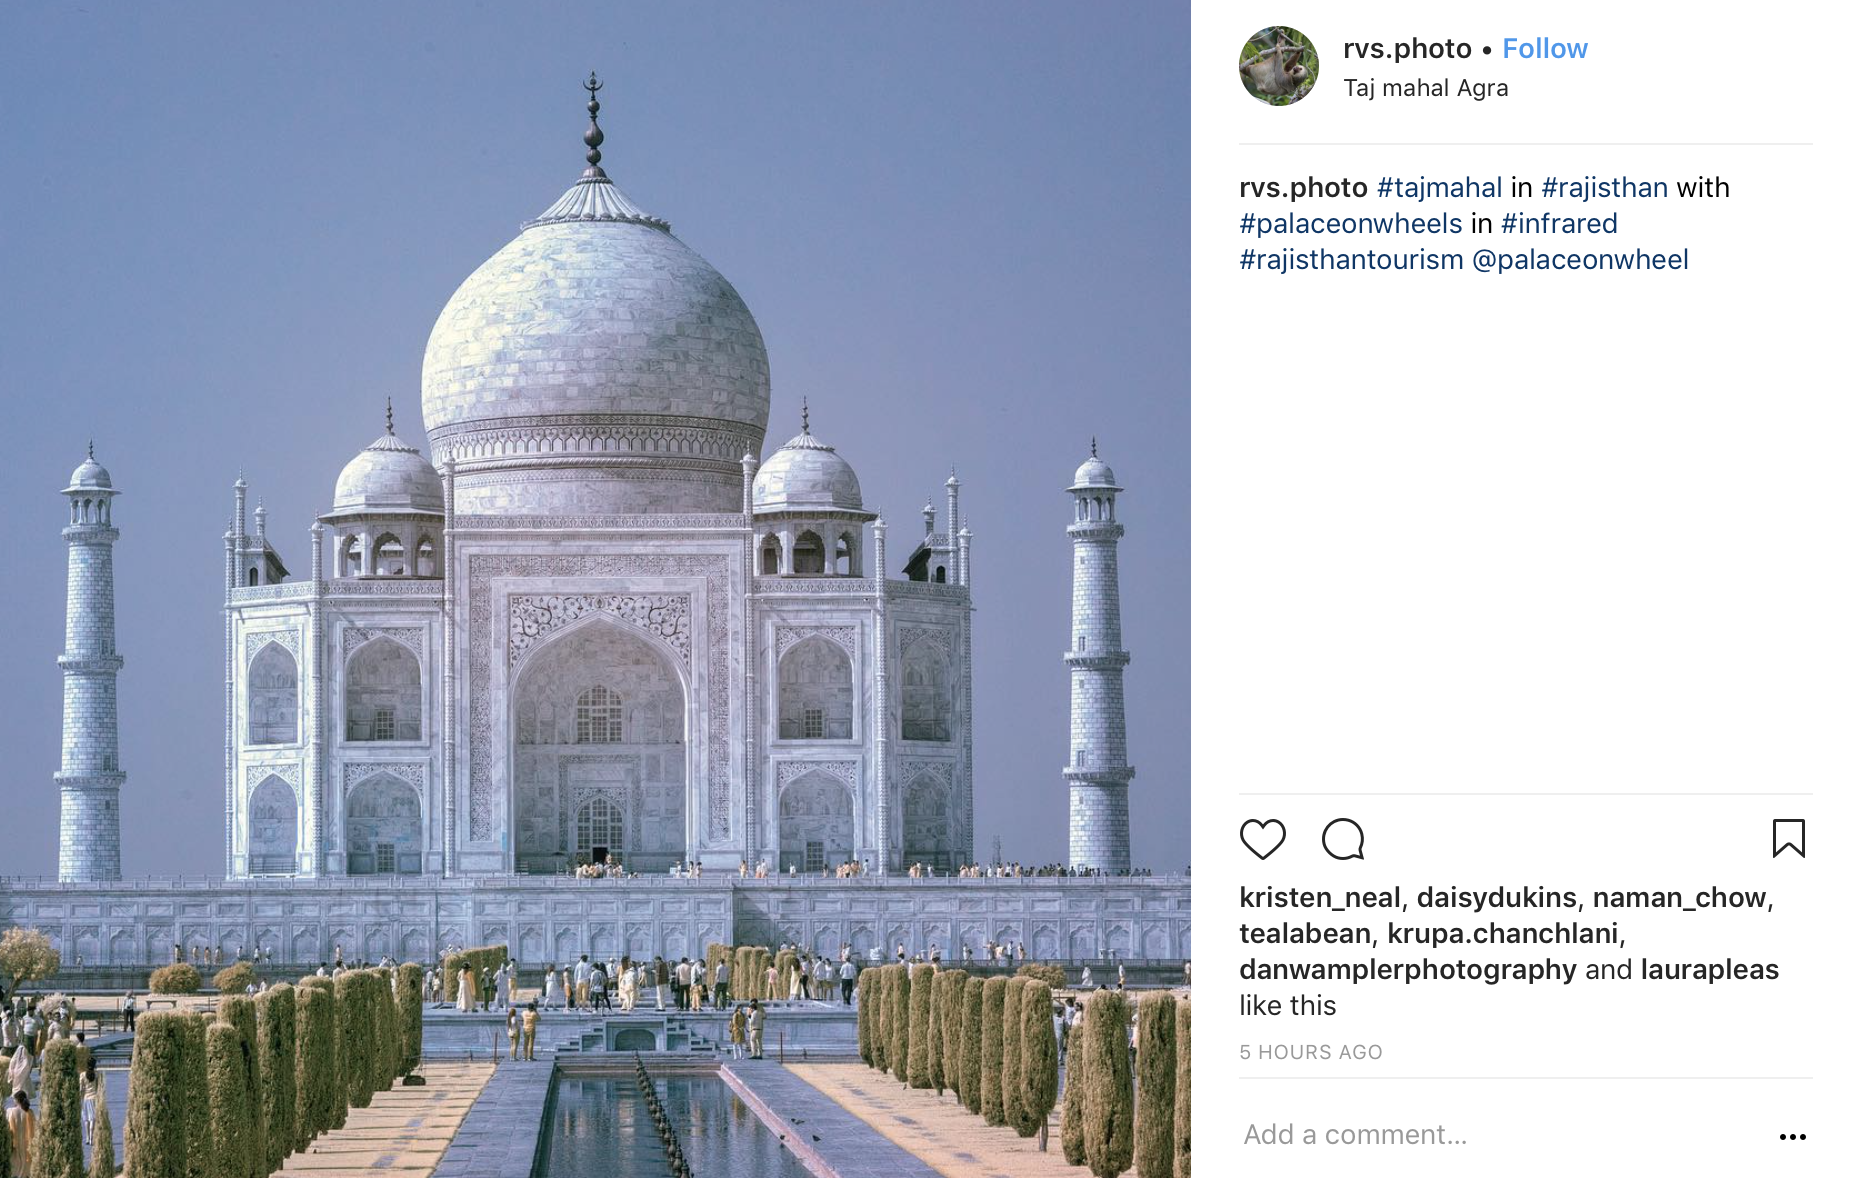 rvs.photo • Follow
Taj mahal Agra
rvs.photo #tajmahal in #rajisthan with
#palaceonwheels in #infrared
#rajisthantourism @palaceonwheel
kristen_neal, daisydukins, naman_chow,
tealabean, krupa.chanchlani,
danwamplerphotography and laurapleas
like this
5 HOURS AGO
Add a comment...